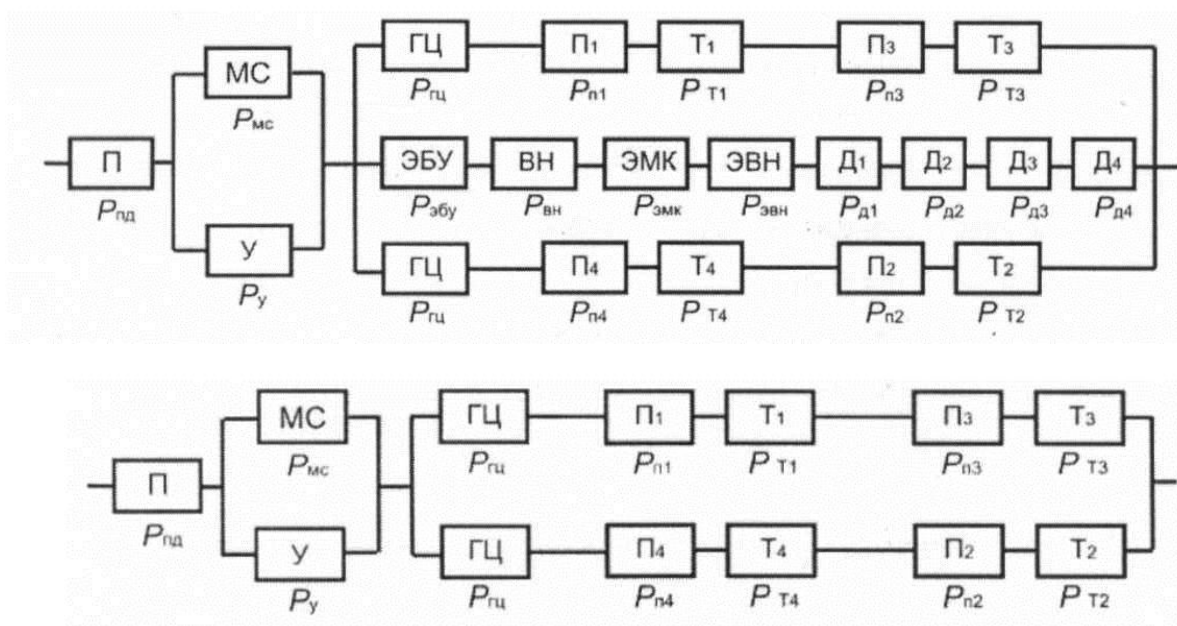 ГЦ П1 Т1 П3 Т3
МС
Pгц Pп1 P Т1 Pп3 P Т3
Pмс
П ЭБУ ВН ЭМК ЭВН Д1 Д2 Д3 Д4
Pпд Pэбу Pвн Pэмк Pэвн Pд1 Pд2 Pд3 Pд4
У ГЦ П4 Т4 П2 Т2
Pу Pгц Pп4 P Т4 Pп2 P Т2
МС ГЦ П1 Т1 П3 Т3
Pмс Pгц Pп1 P Т1 Pп3 P Т3
П
Pпд
У ГЦ П4 Т4 П2 Т2
Pу Pгц Pп4 P Т4 Pп2 P Т2